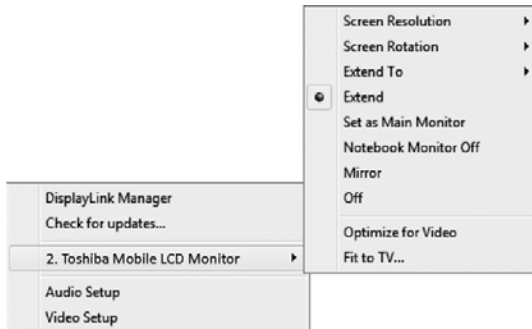 Screen Resolution
Screen Rotation
Extend To
Extend
Set as Main Monitor
Notebook Monitor Off
Mirror
Off
Optimize for Video
Fit to TV...
DisplayLink Manager
Check for updates...
2. Toshiba Mobile LCD Monitor
Audio Setup
Video Setup